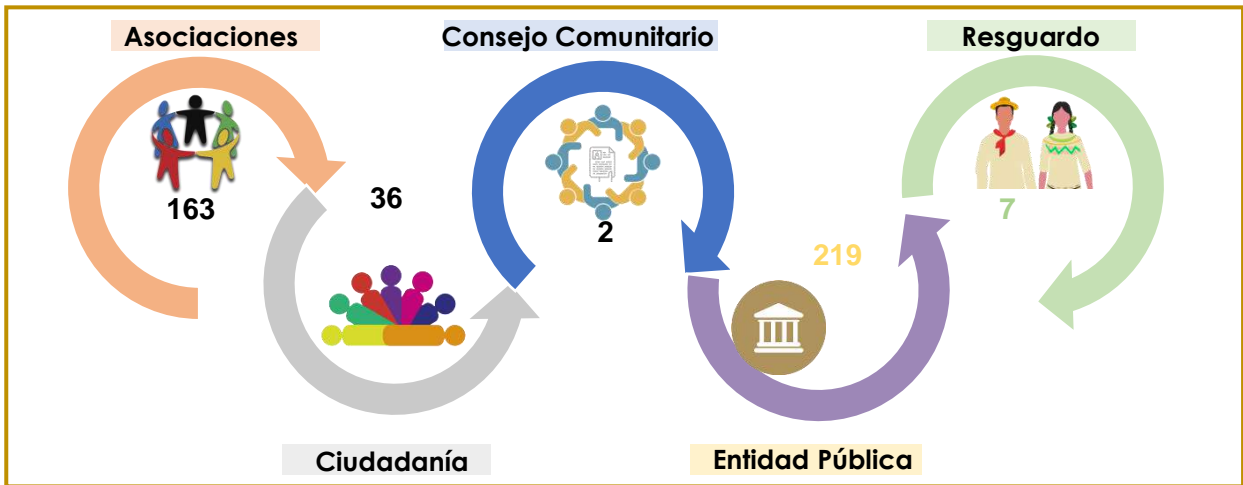 Asociaciones
Consejo Comunitario
Resguardo
163
36
2
219
7
Ciudadanía
Entidad Pública